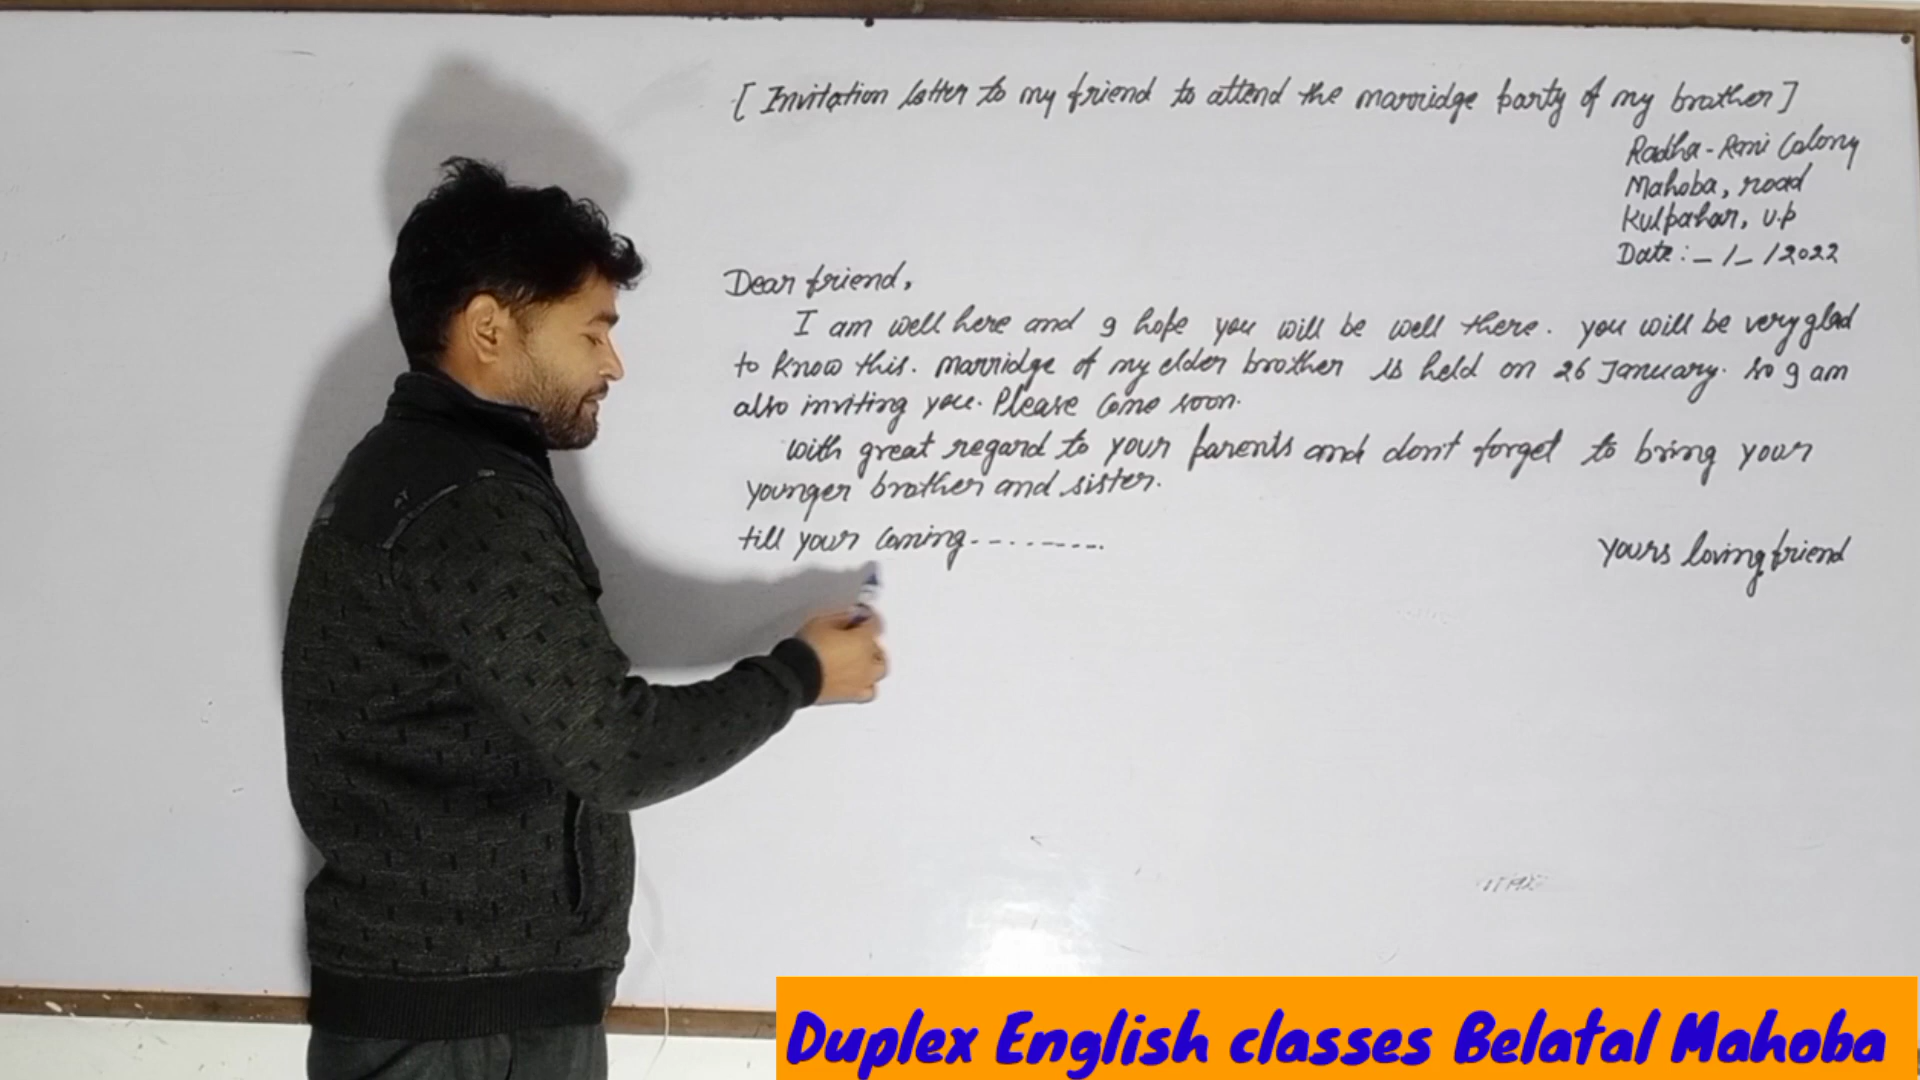 [ Invitation letter to my friend to attend the marridge party of my brother ]
Radha-Rani Colony
Mahoba, road
Kulpahar, U.P
Date: _ / _ /2022
Dear friend,
I am well here and I hope you will be well there. you will be very glad
to know this. marridge of my elder brother is held on 26 January. so I am
also inviting you. Please come soon.
with great regard to your parents and don't forget to bring your
younger brother and sister.
till your coming----------.
yours loving friend
Duplex English classes Belatal Mahoba